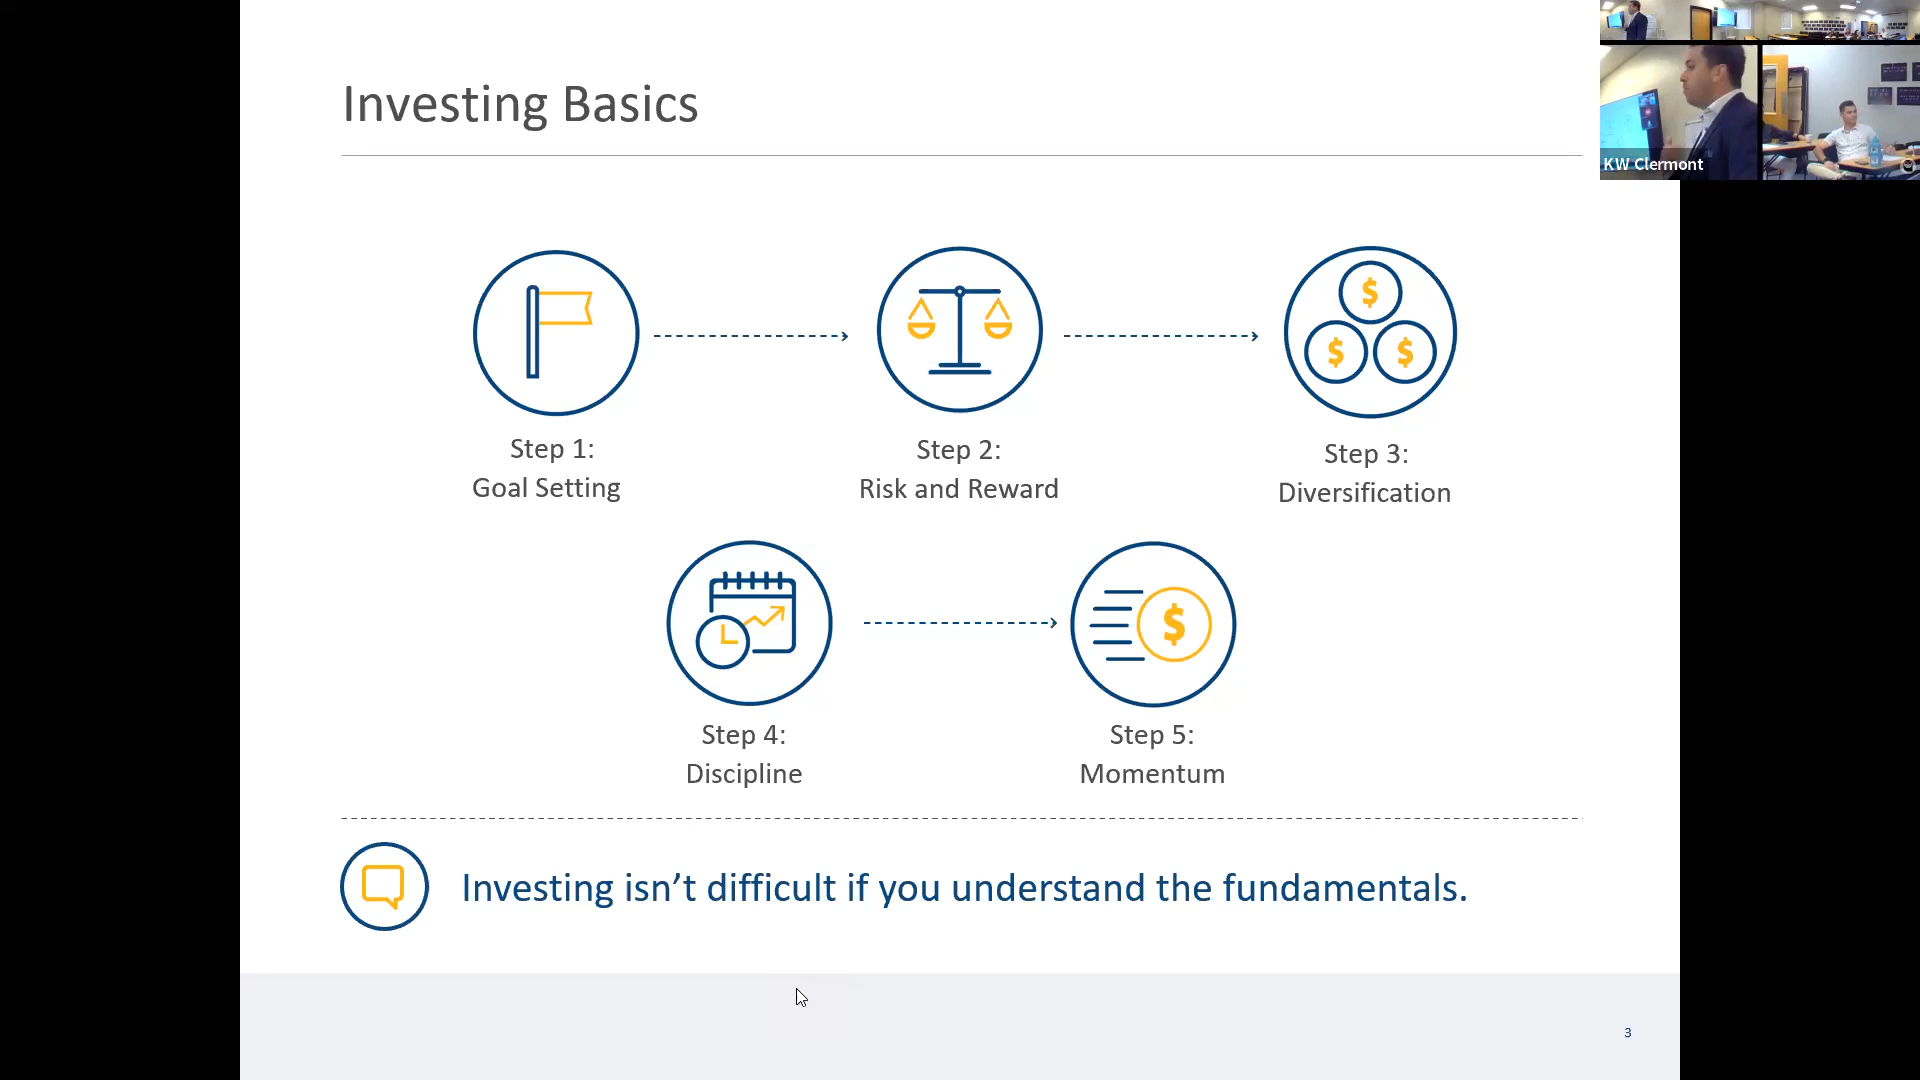 Investing Basics
KW Clermont
$
$ $
Step 1:
Goal Setting
Step 2:
Risk and Reward
Step 3:
Diversification
$
Step 4:
Discipline
Step 5:
Momentum
Investing isn’t difficult if you understand the fundamentals.
3